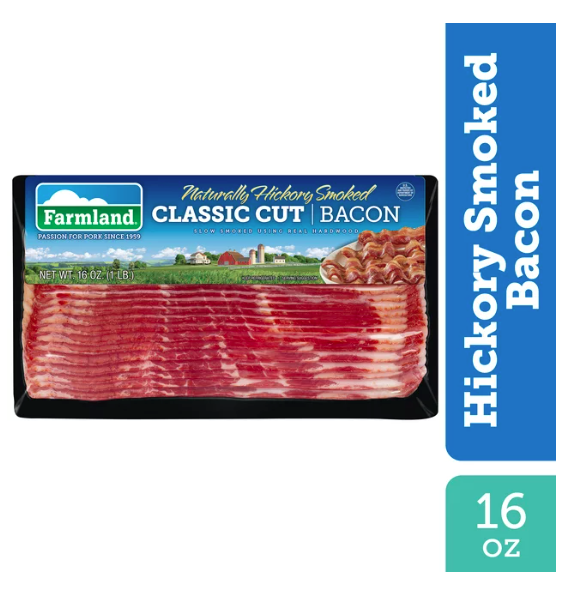 Naturally Hickory Smoked
Farmland
CLASSIC CUT | BACON
PASSION FOR PORK SINCE 1959
SLOW SMOKED USING REAL HARDWOOD
NET WT. 16 OZ. (1 LB.)
Hickory Smoked
Bacon
16
OZ